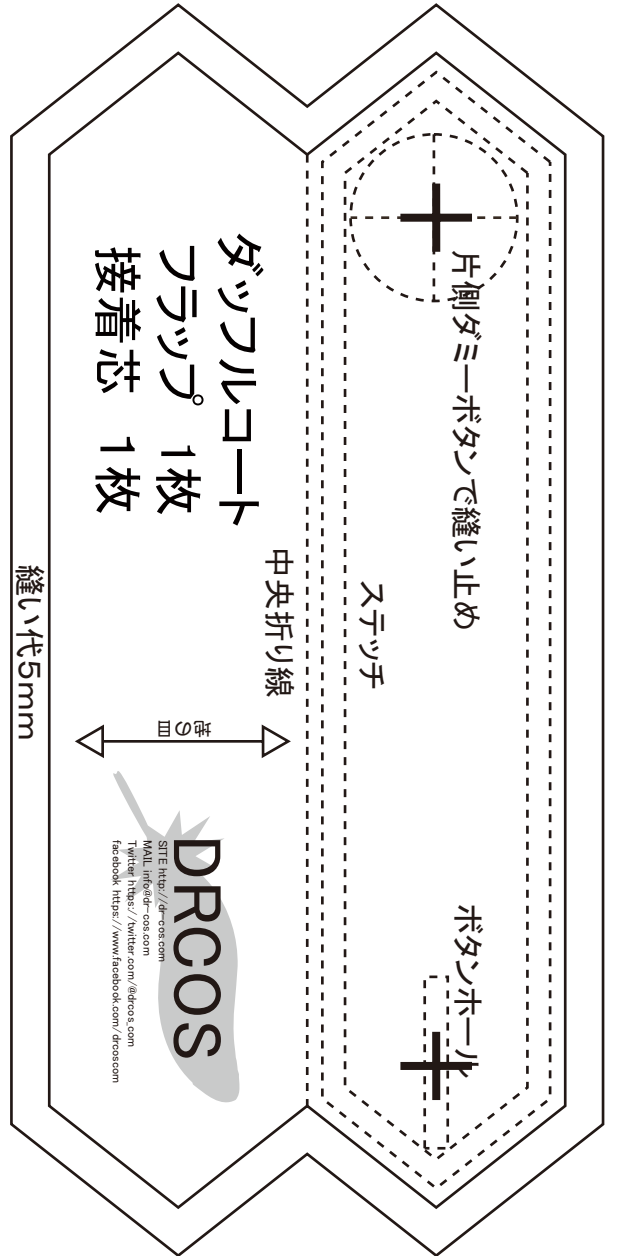 ダッフルコート
フラップ　1枚
接着芯　1枚
片側ダミーボタンで縫い止め
中央折り線
ステッチ
縫い代5mm
地の目
ボタンホール
DRCOS
SITE http://dr-cos.com
MAIL info@dr-cos.com
Twitter https://twitter.com/@drcos_com
facebook https://www.facebook.com/drcoscom